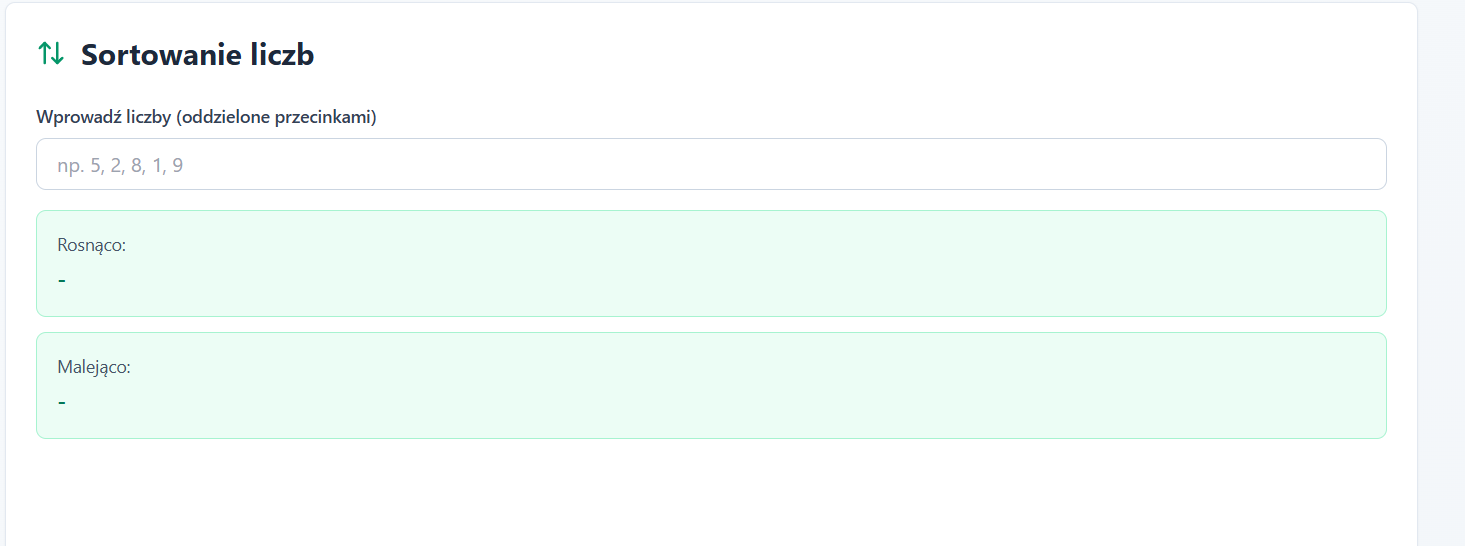 Sortowanie liczb
Wprowadź liczby (oddzielone przecinkami)
np. 5, 2, 8, 1, 9
Rosnąco:
-
Malejąco:
-